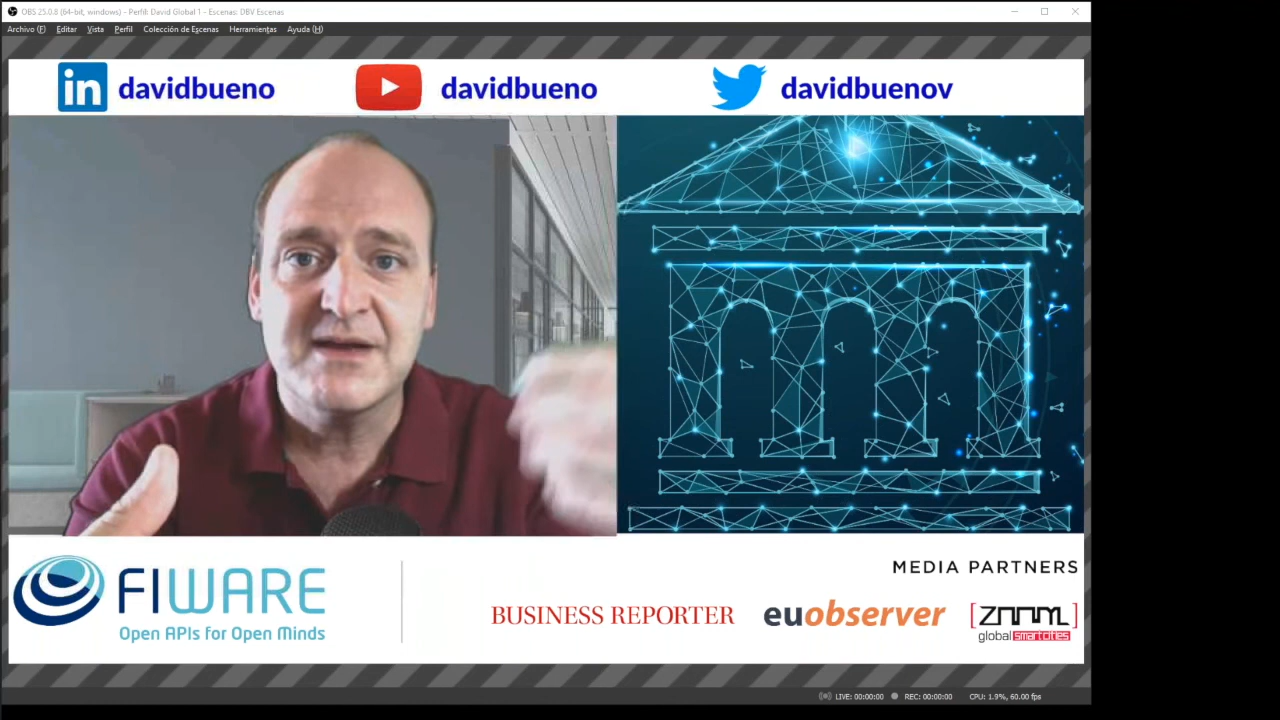 OBS 25.0.8 (64-bit, windows) - Perfil: David Global 1 - Escenas: DBV Escenas
Archivo (F) Editar Vista Perfil Colección de Escenas Herramientas Ayuda (H)
in davidbueno davidbueno davidbuenov
FIWARE
Open APIs for Open Minds
MEDIA PARTNERS
BUSINESS REPORTER euobserver [ZNNML]
global smartcities
LIVE: 00:00:00 REC: 00:00:00 CPU: 1.9%, 60.00 fps